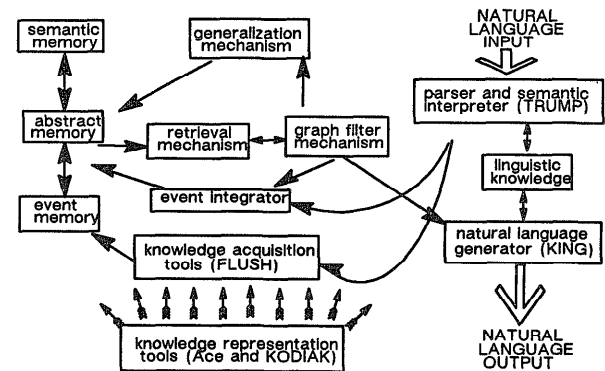 NATURAL
LANGUAGE
INPUT
semantic
memory
generalization
mechanism
parser and semantic
interpreter (TRUMP)
abstract
memory
retrieval
mechanism
graph filter
mechanism
linguistic
knowledge
event
memory
event integrator
natural language
generator (KING)
knowledge acquisition
tools (FLUSH)
knowledge representation
tools (Ace and KODIAK)
NATURAL
LANGUAGE
OUTPUT